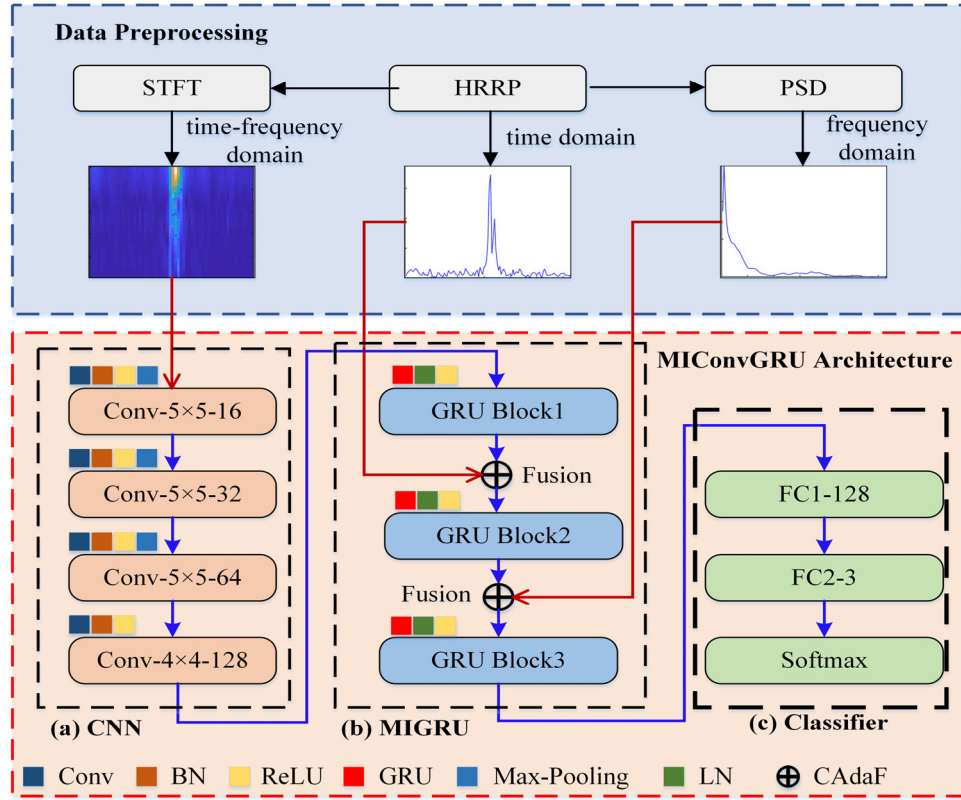 Data Preprocessing
STFT
HRRP
PSD
time-frequency
domain
time domain
frequency
domain
MIConvGRU Architecture
Conv-5×5-16
Conv-5×5-32
Conv-5×5-64
Conv-4×4-128
(a) CNN
GRU Block1
Fusion
GRU Block2
Fusion
GRU Block3
(b) MIGRU
FC1-128
FC2-3
Softmax
(c) Classifier
Conv
BN
ReLU
GRU
Max-Pooling
LN
CAdaF